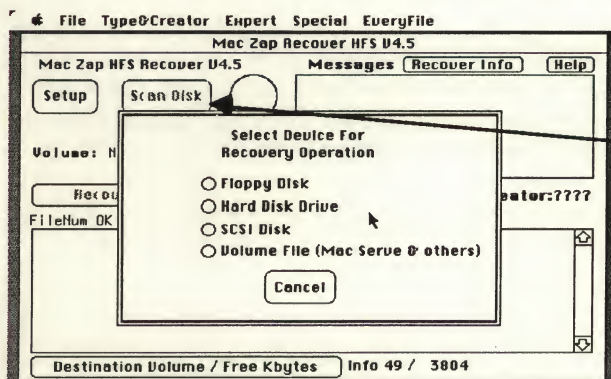 File Type&Creator Expert Special EveryFile
Mac Zap Recover HFS V4.5
Mac Zap HFS Recover V4.5 Messages Recover Info Help
Setup Scan Disk
Select Device For
Recovery Operation
Volume: N
Floppy Disk
Recou eator:????
Hard Disk Drive
FileNum OK
SCSI Disk
Volume File (Mac Serve & others)
Cancel
Destination Volume / Free Kbytes Info 49 / 3804